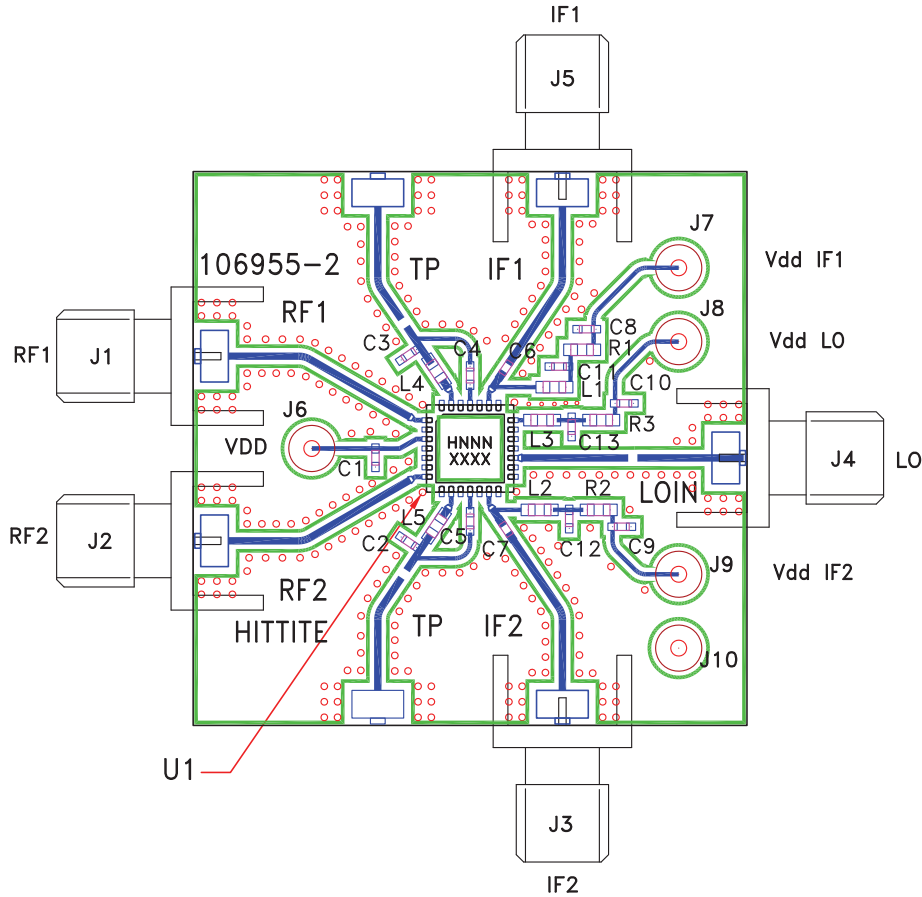 IF1
J5
J7
106955-2
TP
IF1
Vdd IF1
RF1
J8
C8
RF1
J1
C3
C4
C6
R1
Vdd LO
L4
C11
L1
C10
J6
VDD
HNNN
XXXX
L3
C13
R3
C1
J4
LO
L2
R2
LOIN
RF2
J2
L5
C2
C5
C7
C12
C9
J9
Vdd IF2
RF2
HITTITE
TP
IF2
J10
U1
J3
IF2